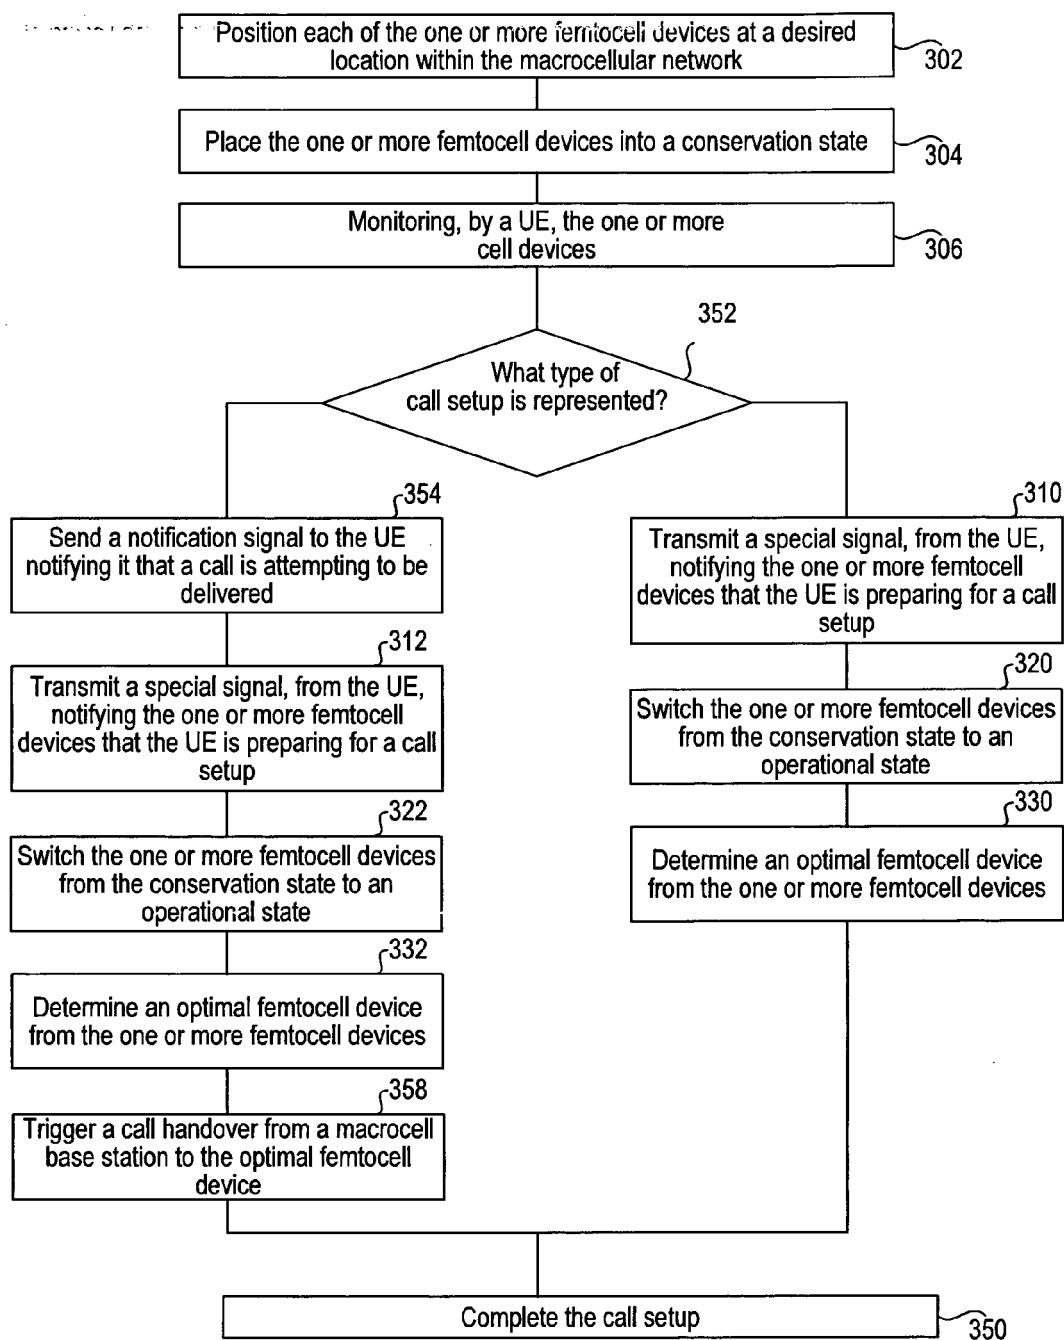 Position each of the one or more femtocell devices at a desired
location within the macrocellular network
302
Place the one or more femtocell devices into a conservation state
304
Monitoring, by a UE, the one or more
cell devices
306
352
What type of
call setup is represented?
354
Send a notification signal to the UE
notifying it that a call is attempting to be
delivered
312
Transmit a special signal, from the UE,
notifying the one or more femtocell
devices that the UE is preparing for a call
setup
322
Switch the one or more femtocell devices
from the conservation state to an
operational state
332
Determine an optimal femtocell device
from the one or more femtocell devices
358
Trigger a call handover from a macrocell
base station to the optimal femtocell
device
310
Transmit a special signal, from the UE,
notifying the one or more femtocell
devices that the UE is preparing for a call
setup
320
Switch the one or more femtocell devices
from the conservation state to an
operational state
330
Determine an optimal femtocell device
from the one or more femtocell devices
Complete the call setup
350